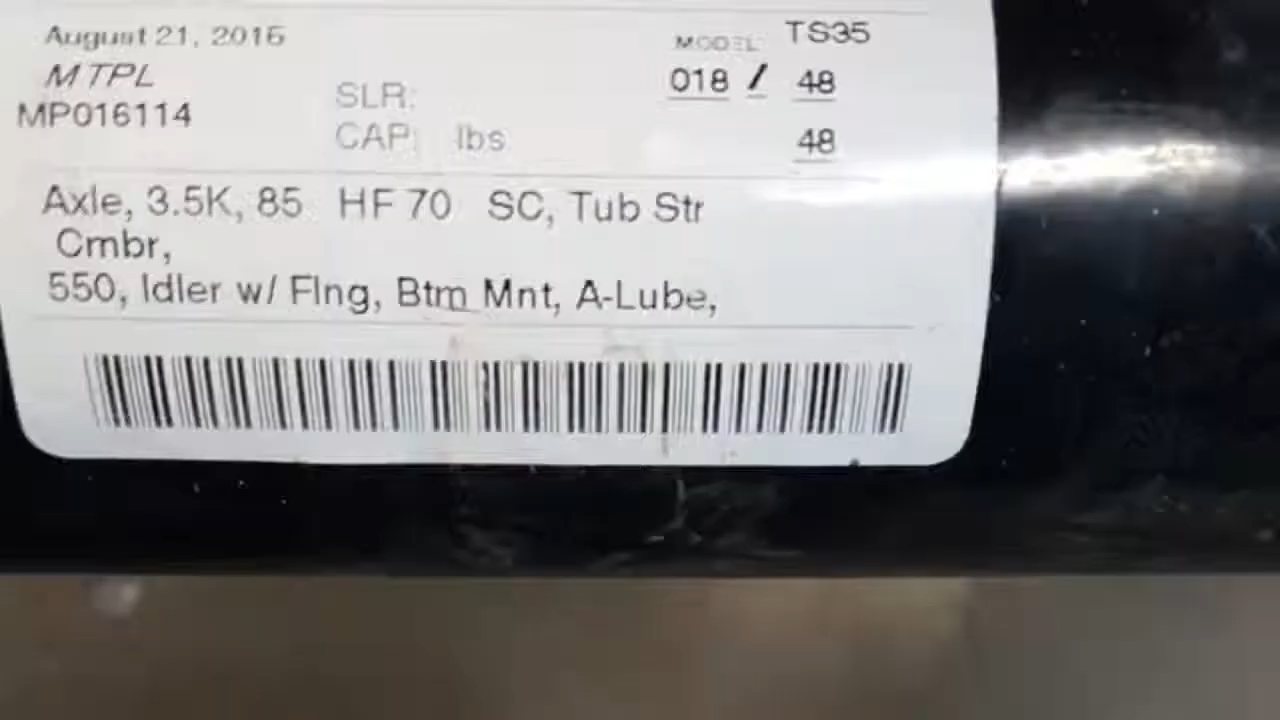 August 21, 2016
MODEL: TS35
MTPL
SLR:
018 / 48
MP016114
CAP: lbs
48
Axle, 3.5K, 85 HF 70 SC, Tub Str
Cmbr,
550, Idler w/ Flng, Btm Mnt, A-Lube,